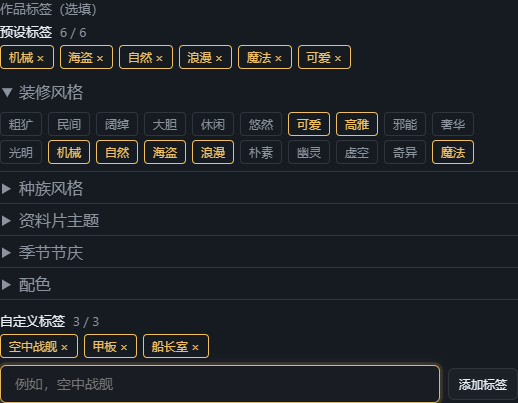 作品标签（选填）
预设标签 6 / 6
机械 × 海盗 × 自然 × 浪漫 × 魔法 × 可爱 ×
▼ 装修风格
粗犷 民间 阔绰 大胆 休闲 悠然 可爱 高雅 邪能 奢华
光明 机械 自然 海盗 浪漫 朴素 幽灵 虚空 奇异 魔法
▶ 种族风格
▶ 资料片主题
▶ 季节节庆
▶ 配色
自定义标签 3 / 3
空中战舰 × 甲板 × 船长室 ×
例如，空中战舰 添加标签